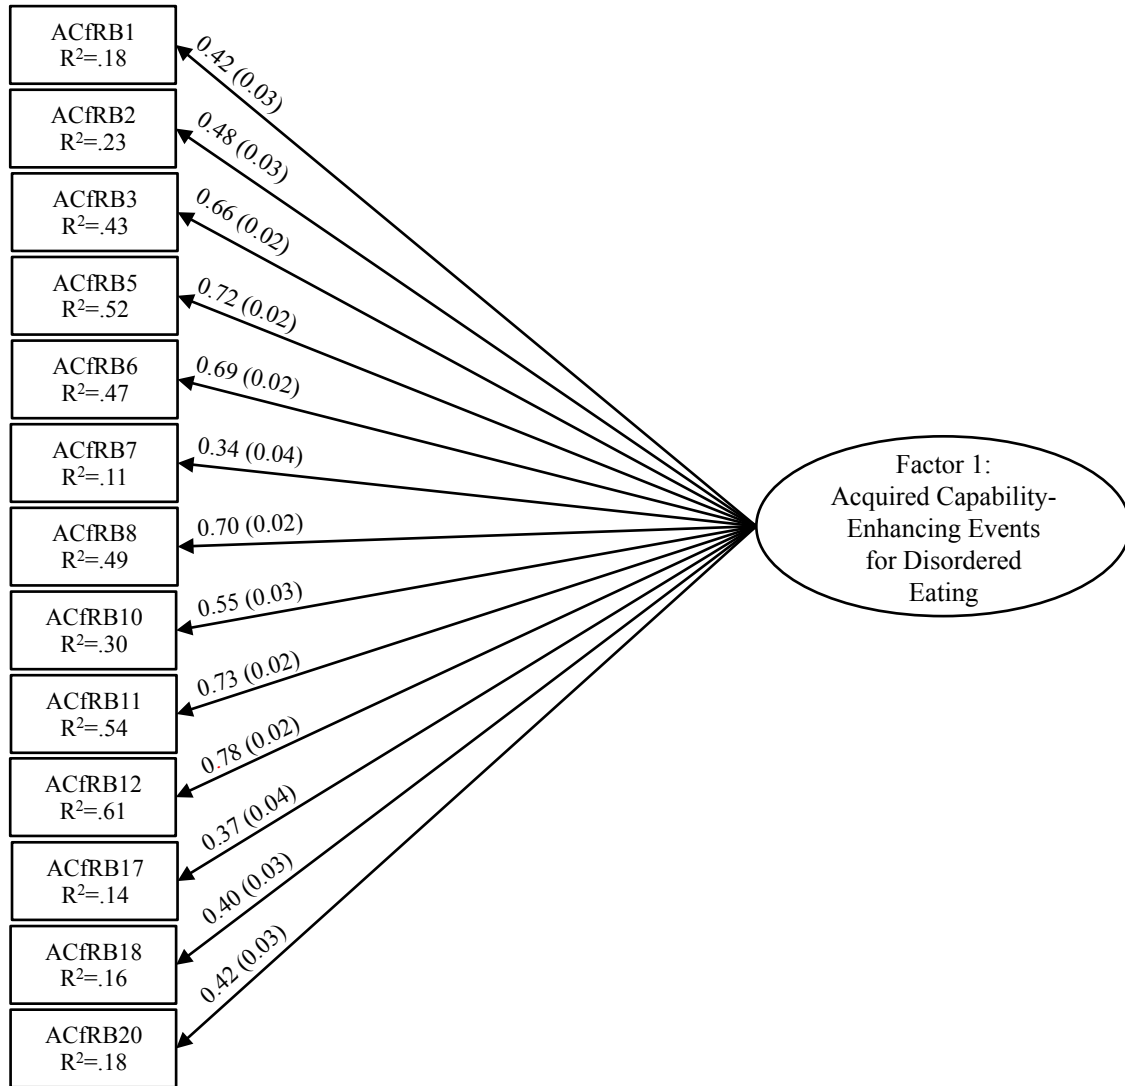 ACfRB1
R²=.18
0.42 (0.03)
ACfRB2
R²=.23
0.48 (0.03)
ACfRB3
R²=.43
0.66 (0.02)
ACfRB5
R²=.52
0.72 (0.02)
ACfRB6
R²=.47
0.69 (0.02)
ACfRB7
R²=.11
0.34 (0.04)
ACfRB8
R²=.49
0.70 (0.02)
ACfRB10
R²=.30
0.55 (0.03)
ACfRB11
R²=.54
0.73 (0.02)
ACfRB12
R²=.61
0.78 (0.02)
ACfRB17
R²=.14
0.37 (0.04)
ACfRB18
R²=.16
0.40 (0.03)
ACfRB20
R²=.18
0.42 (0.03)
Factor 1:
Acquired Capability-
Enhancing Events
for Disordered
Eating